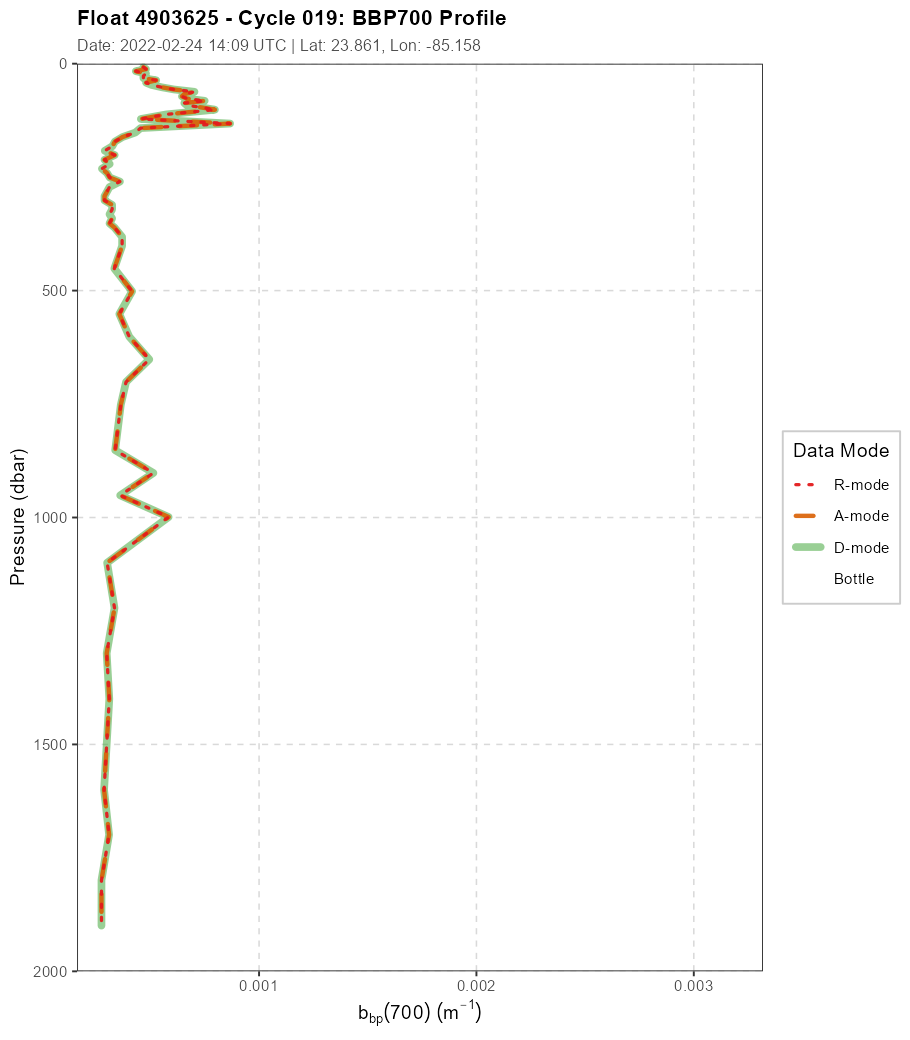 Float 4903625 - Cycle 019: BBP700 Profile
Date: 2022-02-24 14:09 UTC | Lat: 23.861, Lon: -85.158
0
500
1000
1500
2000
Pressure (dbar)
0.001 0.002 0.003
b_bp(700) (m⁻¹)
Data Mode
R-mode
A-mode
D-mode
Bottle